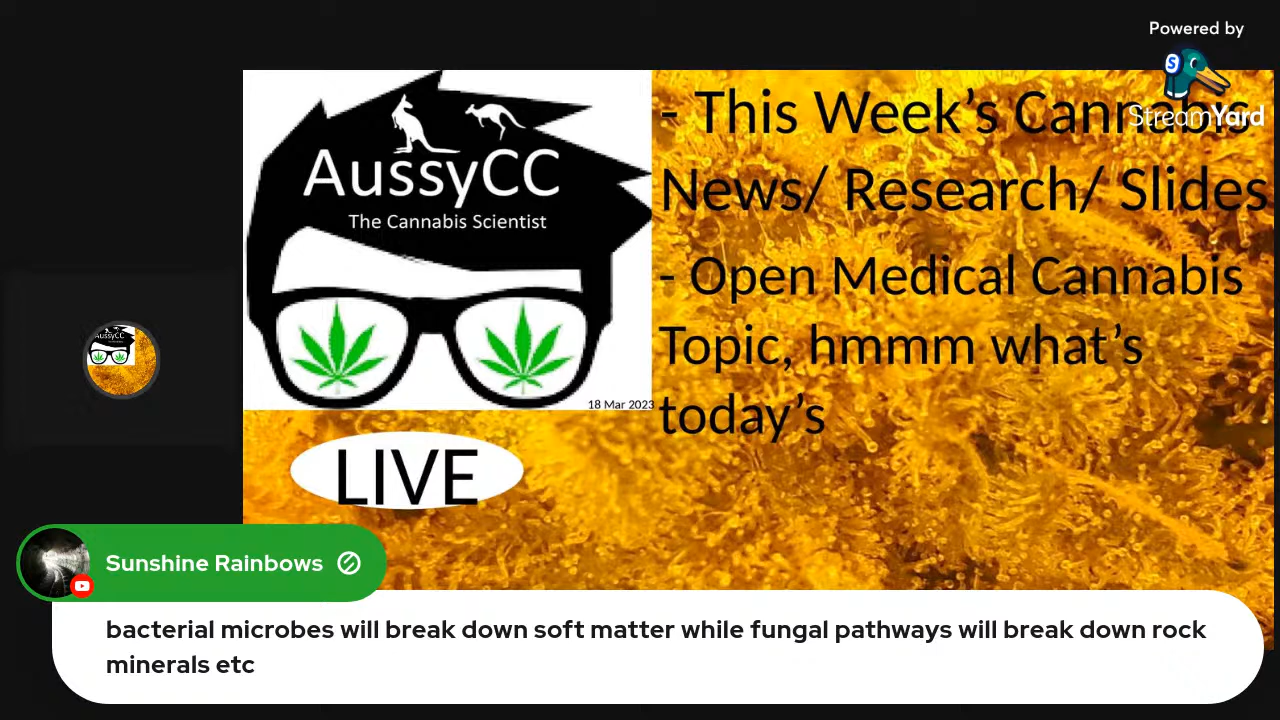 Powered by
StreamYard
AussyCC
The Cannabis Scientist
18 Mar 2023
- This Week's Cannabis
News/ Research/ Slides
- Open Medical Cannabis
Topic, hmmm what's
today's
LIVE
Sunshine Rainbows
bacterial microbes will break down soft matter while fungal pathways will break down rock
minerals etc